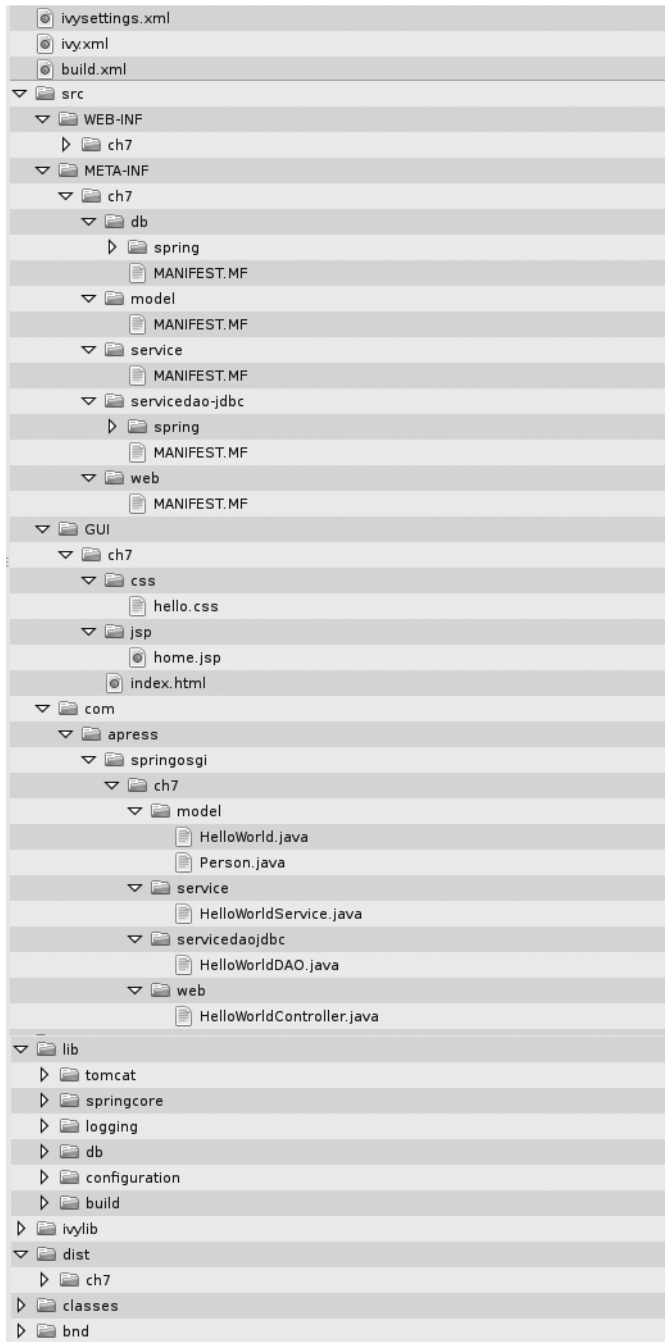 ivysettings.xml
ivy.xml
build.xml
src
WEB-INF
ch7
META-INF
ch7
db
spring
MANIFEST.MF
model
MANIFEST.MF
service
MANIFEST.MF
servicedao-jdbc
spring
MANIFEST.MF
web
MANIFEST.MF
GUI
ch7
css
hello.css
jsp
home.jsp
index.html
com
apress
springosgi
ch7
model
HelloWorld.java
Person.java
service
HelloWorldService.java
servicedaojdbc
HelloWorldDAO.java
web
HelloWorldController.java
lib
tomcat
springcore
logging
db
configuration
build
ivylib
dist
ch7
classes
bnd